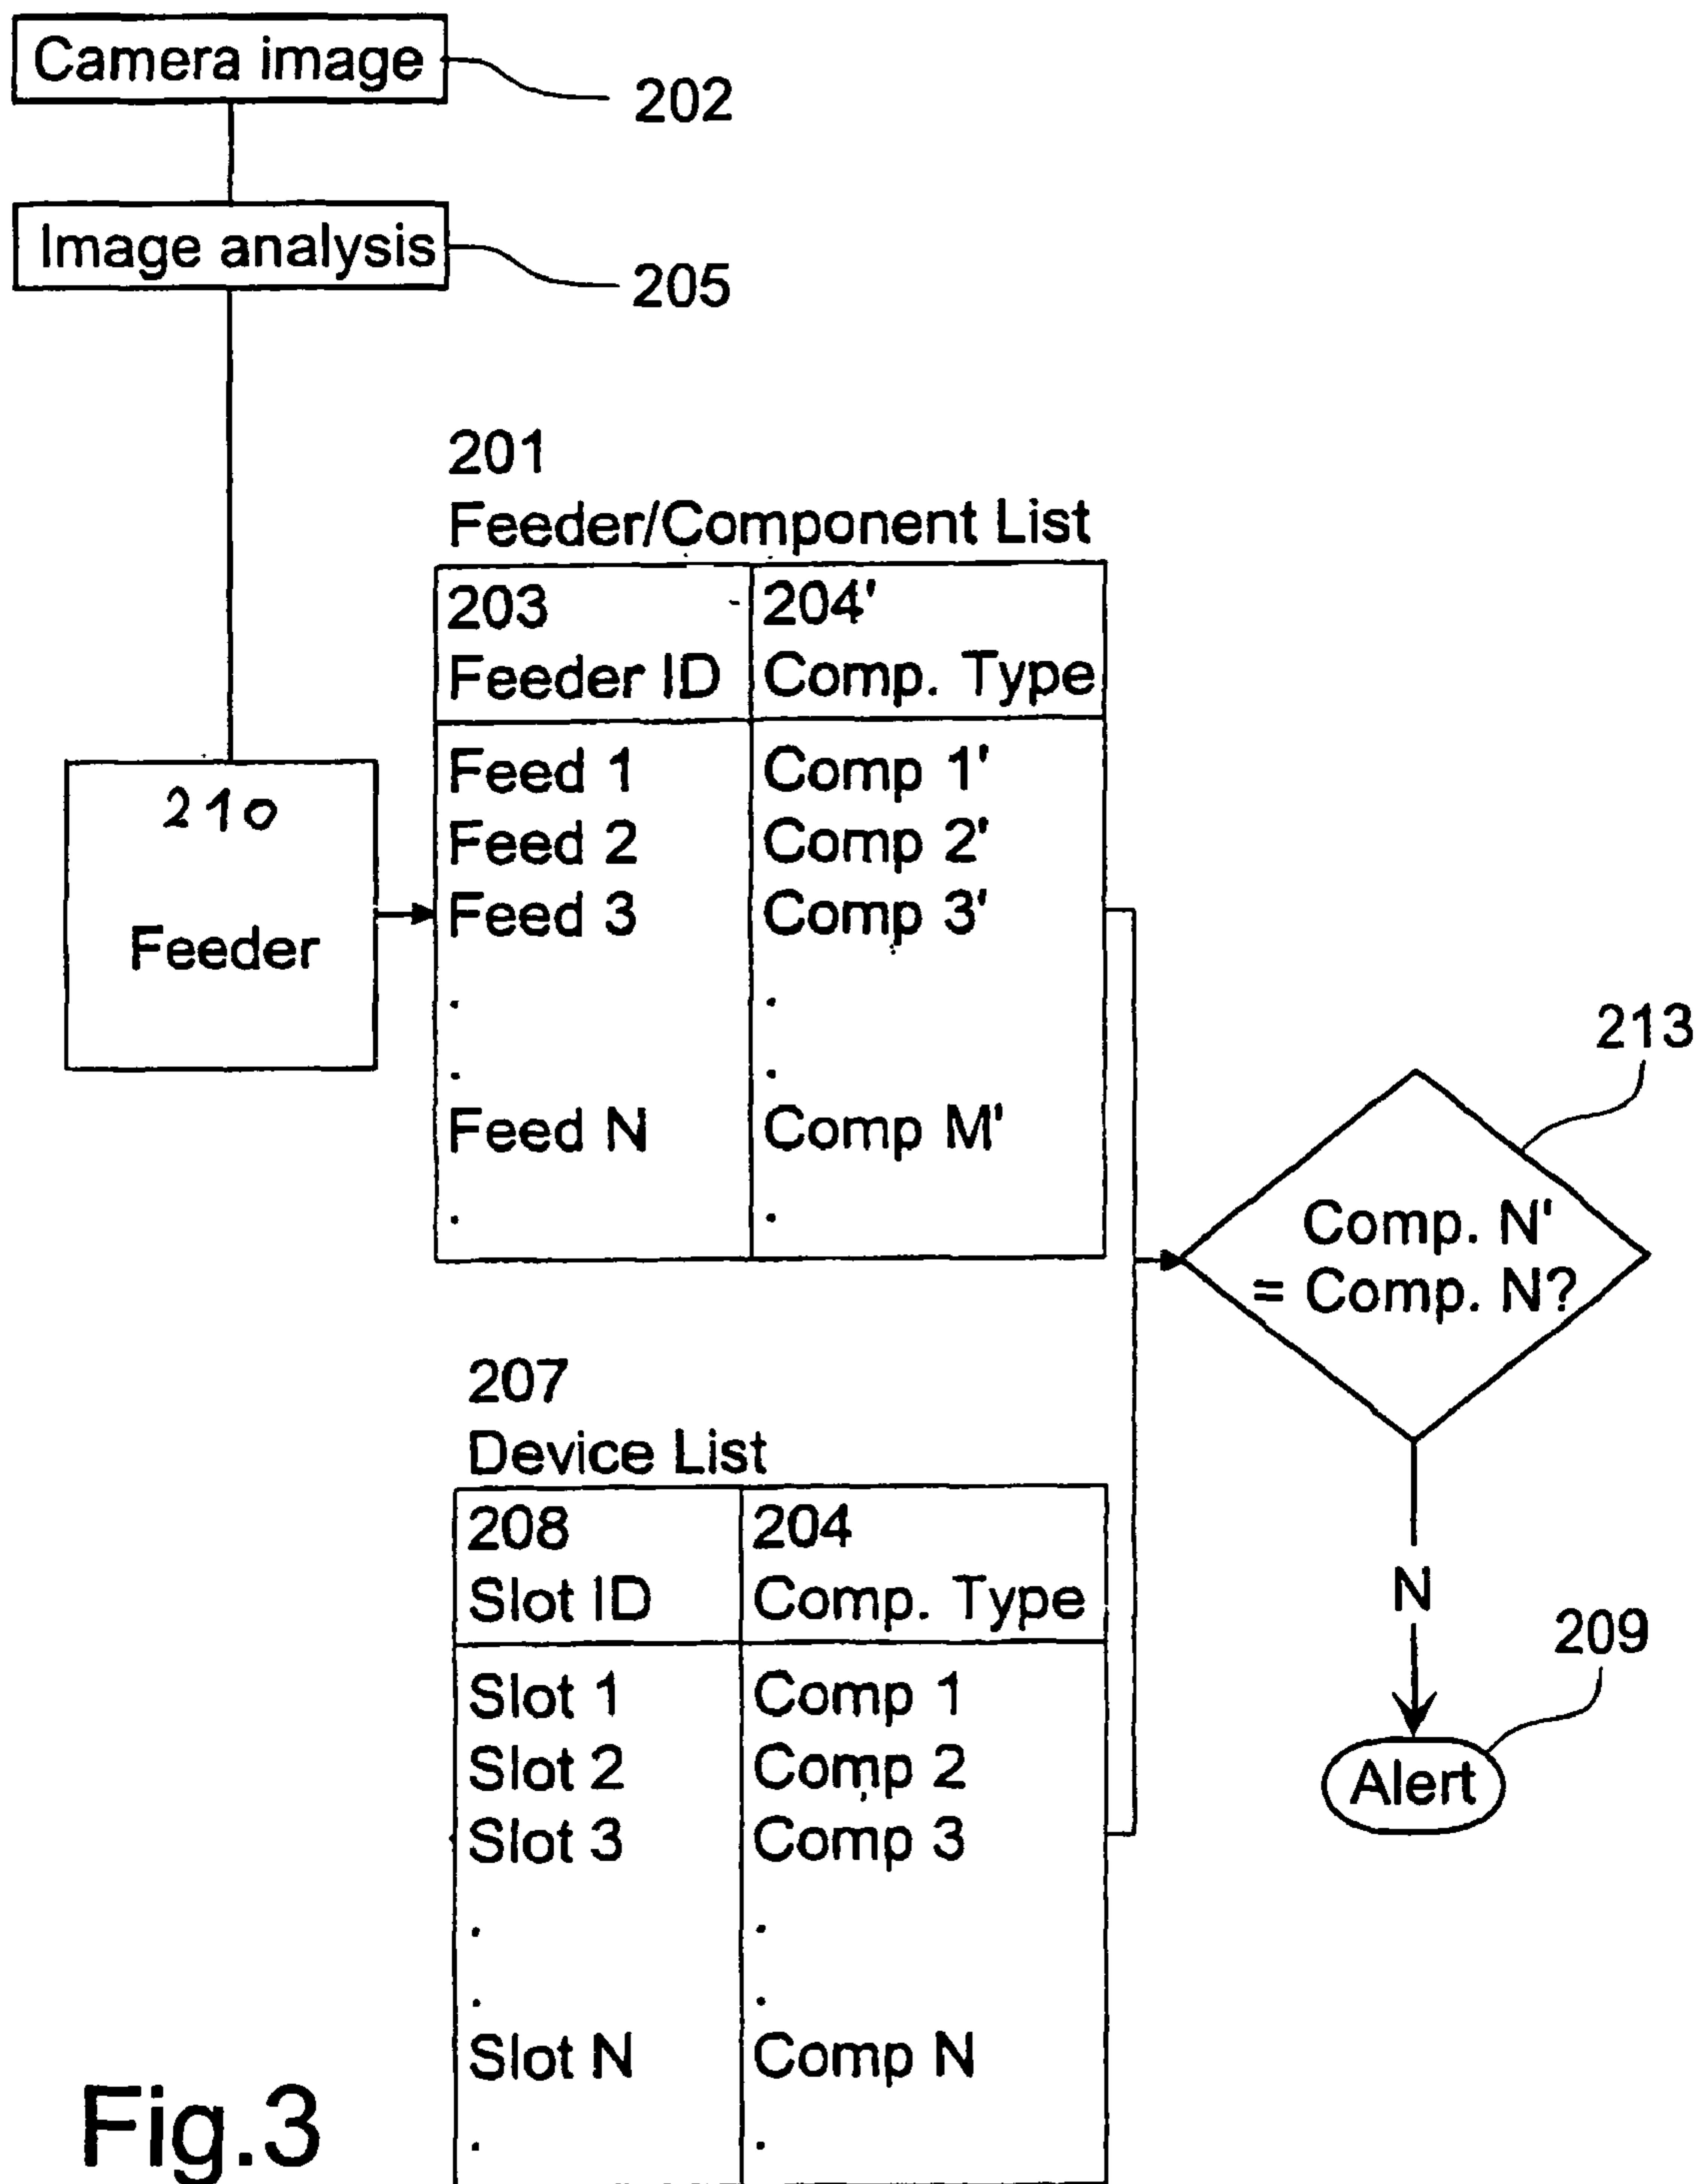 Camera image
202
Image analysis
205
201
Feeder/Component List
203 204'
Feeder ID Comp. Type
210
Feeder
Feed 1 Comp 1'
Feed 2 Comp 2'
Feed 3 Comp 3'
. .
. .
Feed N Comp M'
. .
213
Comp. N'
= Comp. N?
N
209
Alert
207
Device List
208 204
Slot ID Comp. Type
Slot 1 Comp 1
Slot 2 Comp 2
Slot 3 Comp 3
. .
. .
Slot N Comp N
. .
Fig.3